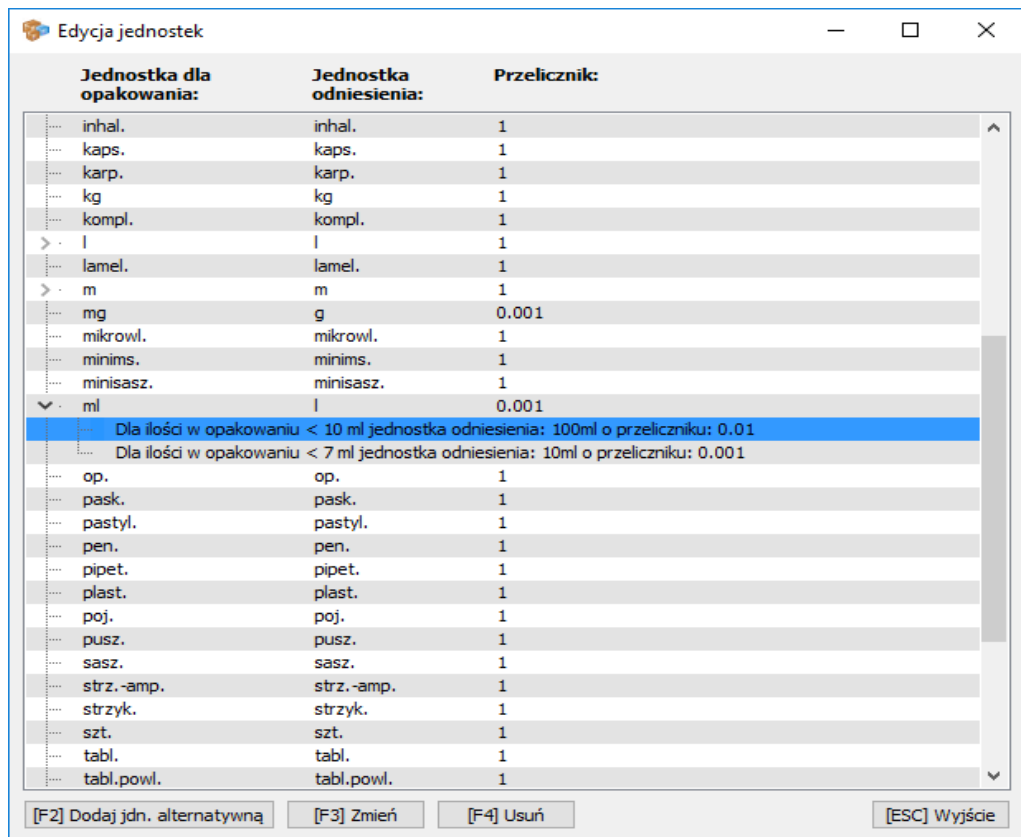 Edycja jednostek
Jednostka dla opakowania: Jednostka odniesienia: Przelicznik:
inhal. inhal. 1
kaps. kaps. 1
karp. karp. 1
kg kg 1
kompl. kompl. 1
l l 1
lamel. lamel. 1
m m 1
mg g 0.001
mikrowl. mikrowl. 1
minims. minims. 1
minisasz. minisasz. 1
ml l 0.001
Dla ilości w opakowaniu < 10 ml jednostka odniesienia: 100ml o przeliczniku: 0.01
Dla ilości w opakowaniu < 7 ml jednostka odniesienia: 10ml o przeliczniku: 0.001
op. op. 1
pask. pask. 1
pastyl. pastyl. 1
pen. pen. 1
pipet. pipet. 1
plast. plast. 1
poj. poj. 1
pusz. pusz. 1
sasz. sasz. 1
strz.-amp. strz.-amp. 1
strzyk. strzyk. 1
szt. szt. 1
tabl. tabl. 1
tabl.powl. tabl.powl. 1
[F2] Dodaj jdn. alternatywną [F3] Zmień [F4] Usuń [ESC] Wyjście